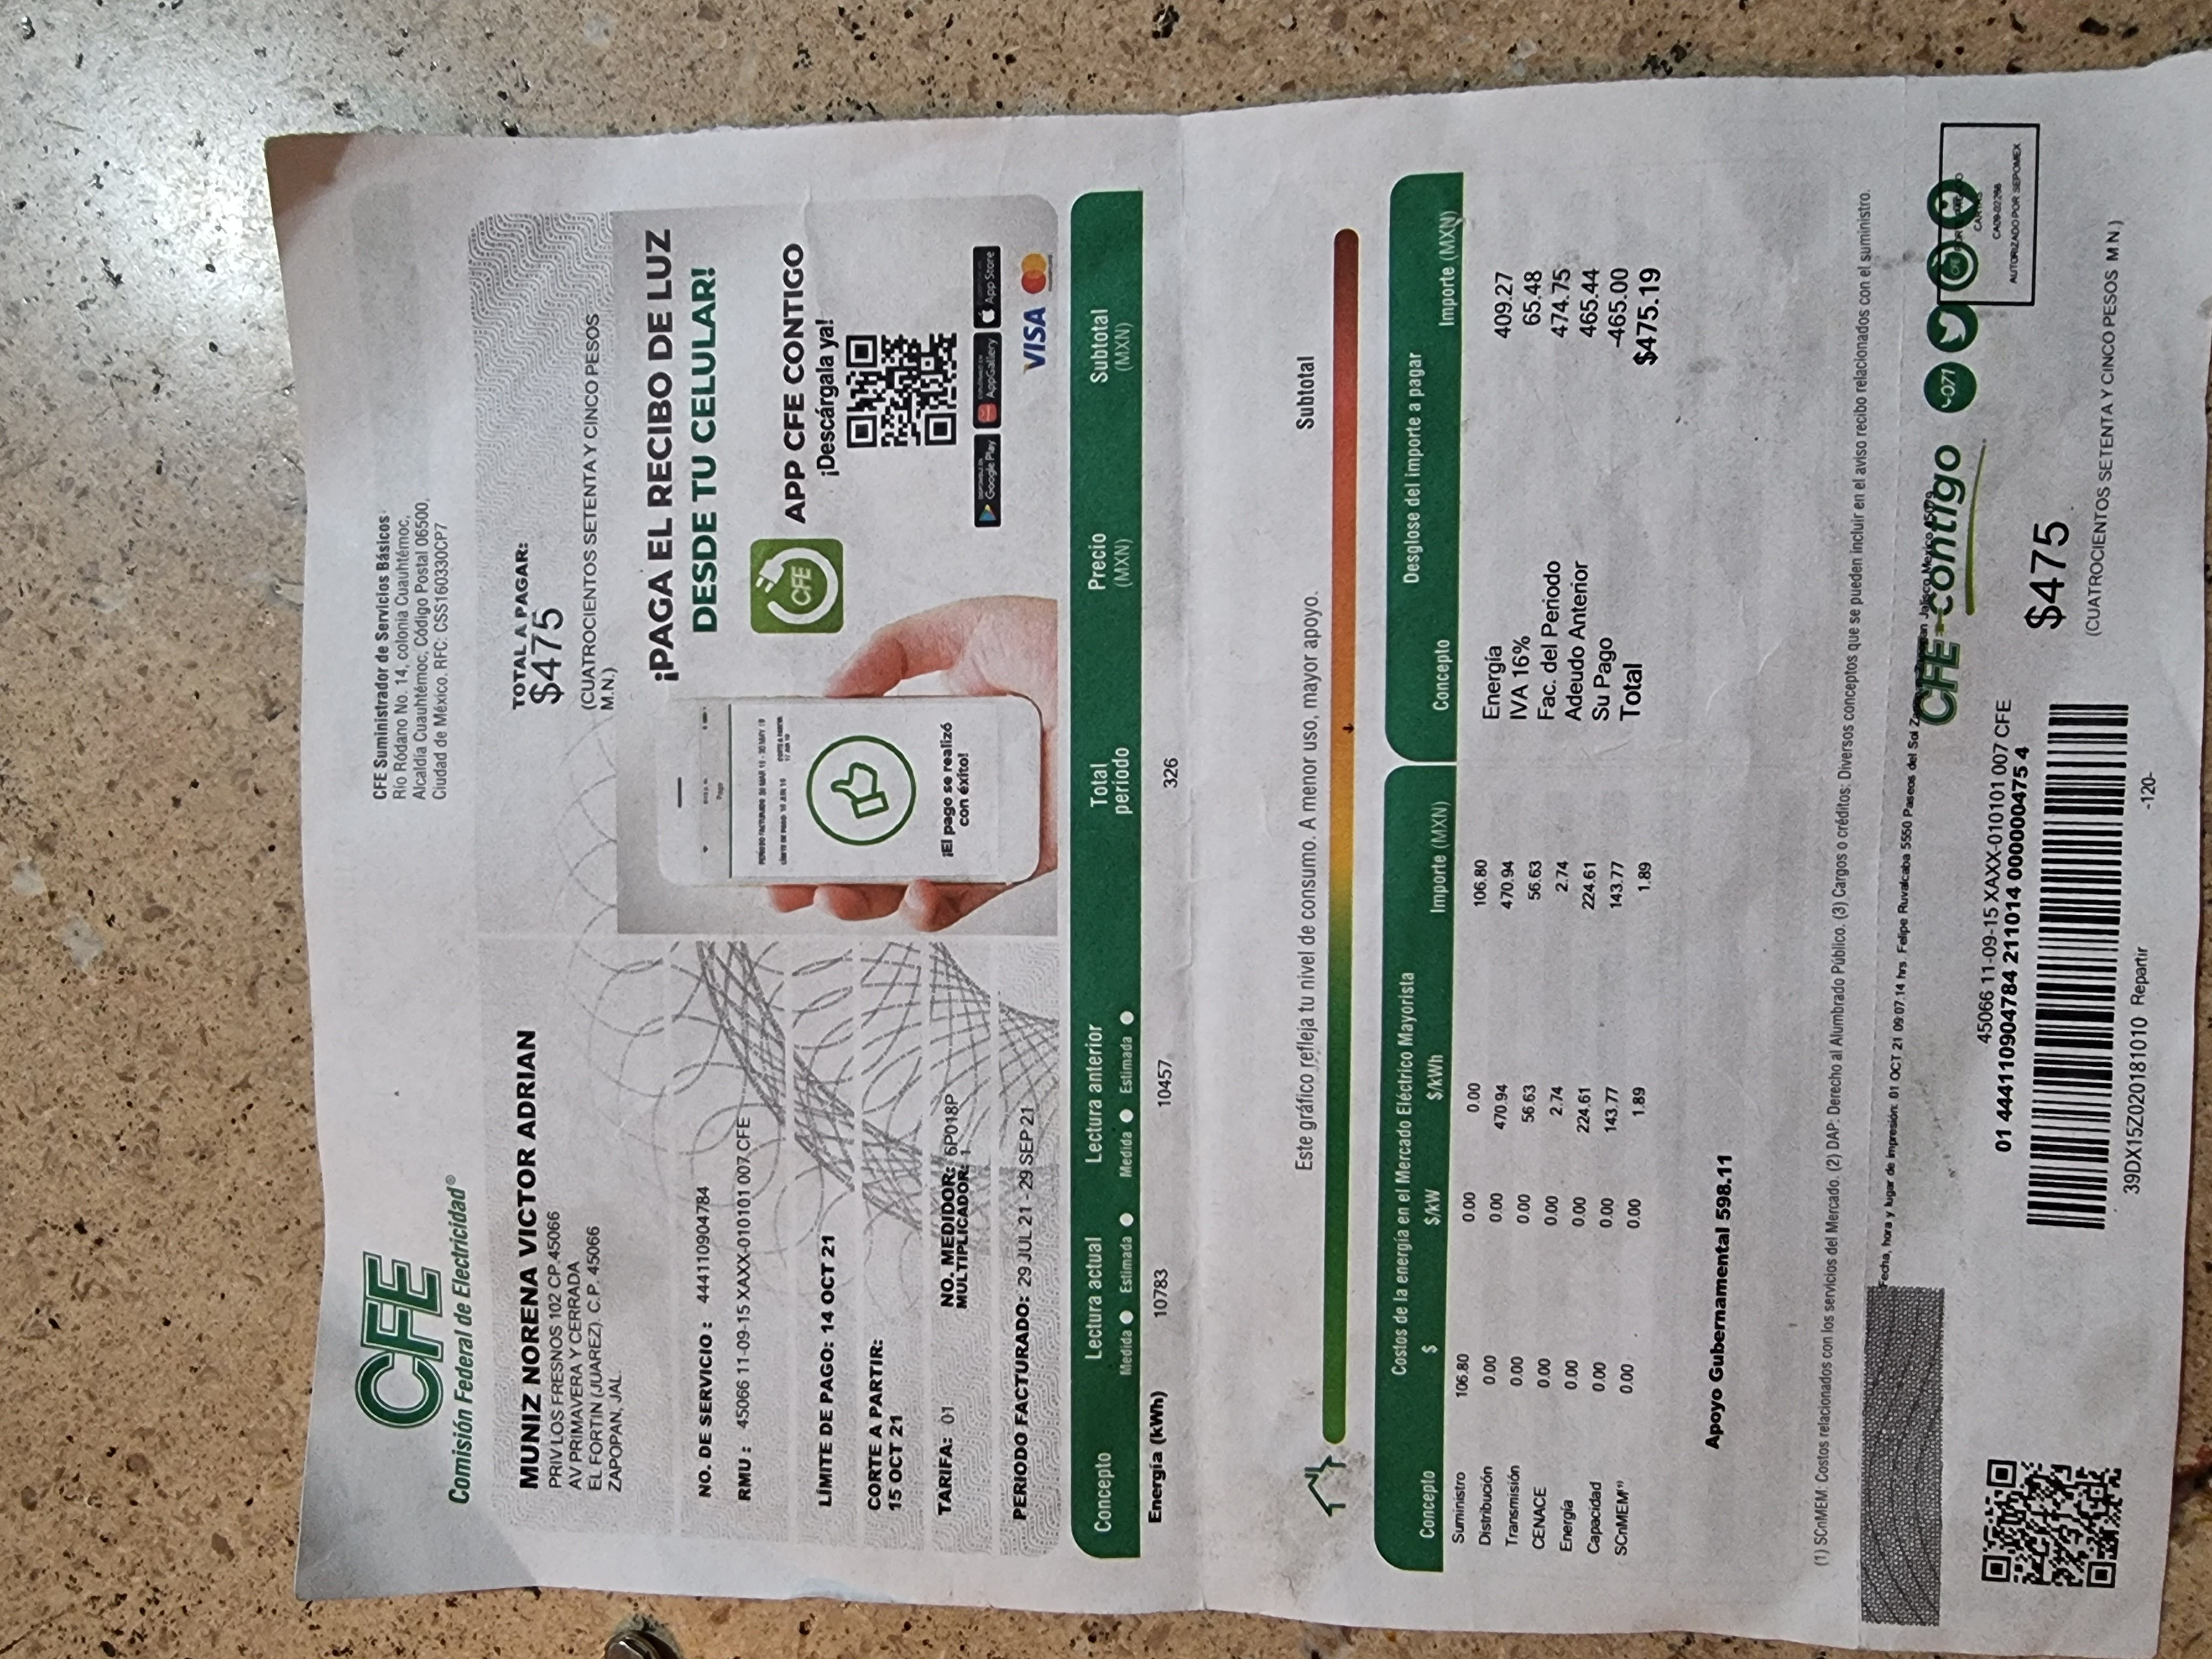 CFE
Comisión Federal de Electricidad®
CFE Suministrador de Servicios Básicos
Río Ródano No. 14, colonia Cuauhtémoc,
Alcaldía Cuauhtémoc, Código Postal 06500,
Ciudad de México. RFC: CSS160330CP7
MUNIZ NORENA VICTOR ADRIAN
PRIV LOS FRESNOS 102 CP.45066
AV PRIMAVERA Y CERRADA
EL FORTIN (JUAREZ). C.P. 45066
ZAPOPAN, JAL.
TOTAL A PAGAR:
$475
(CUATROCIENTOS SETENTA Y CINCO PESOS
M.N.)
NO. DE SERVICIO : 444110904784
RMU : 45066 11-09-15 XAXX-010101 007 CFE
LÍMITE DE PAGO: 14 OCT 21
CORTE A PARTIR:
15 OCT 21
TARIFA: 01 NO. MEDIDOR: 6P018P
MULTIPLICADOR: 1
PERIODO FACTURADO: 29 JUL 21 - 29 SEP 21
¡PAGA EL RECIBO DE LUZ
DESDE TU CELULAR!
Pago
PERIODO FACTURADO 30 MAR 19 - 30 MAY 19
¡El pago se realizó
con éxito!
CFE
APP CFE CONTIGO
¡Descárgala ya!
Google Play
AppGallery
App Store
VISA
Concepto Lectura actual Lectura anterior Total periodo Precio (MXN) Subtotal (MXN)
Medida Estimada Medida Estimada
Energía (kWh) 10783 10457 326
Este gráfico refleja tu nivel de consumo. A menor uso, mayor apoyo. Subtotal
Costos de la energía en el Mercado Eléctrico Mayorista
Concepto $ $/kW $/kWh Importe (MXN)
Suministro 106.80 0.00 0.00 106.80
Distribución 0.00 0.00 470.94 470.94
Transmisión 0.00 0.00 56.63 56.63
CENACE 0.00 0.00 2.74 2.74
Energía 0.00 0.00 224.61 224.61
Capacidad 0.00 0.00 143.77 143.77
SCnMEM⁽¹⁾ 0.00 0.00 1.89 1.89
Desglose del importe a pagar
Concepto Importe (MXN)
Energía 409.27
IVA 16% 65.48
Fac. del Periodo 474.75
Adeudo Anterior 465.44
Su Pago -465.00
Total $475.19
Apoyo Gubernamental 598.11
(1) SCnMEM: Costos relacionados con los servicios del Mercado. (2) DAP: Derecho al Alumbrado Público. (3) Cargos o créditos: Diversos conceptos que se pueden incluir en el aviso recibo relacionados con el suministro.
Fecha, hora y lugar de impresión: 01 OCT 21 09:07:14 hrs. Felipe Ruvalcaba 5550 Paseos del Sol Jalisco Mexico 45079
CFE contigo
071
CARTAS
CA09-02266
AUTORIZADO POR SEPOMEX
45066 11-09-15 XAXX-010101 007 CFE
01 444110904784 211014 000000475 4
39DX15Z020181010 Repartir
-120-
$475
(CUATROCIENTOS SETENTA Y CINCO PESOS M.N.)